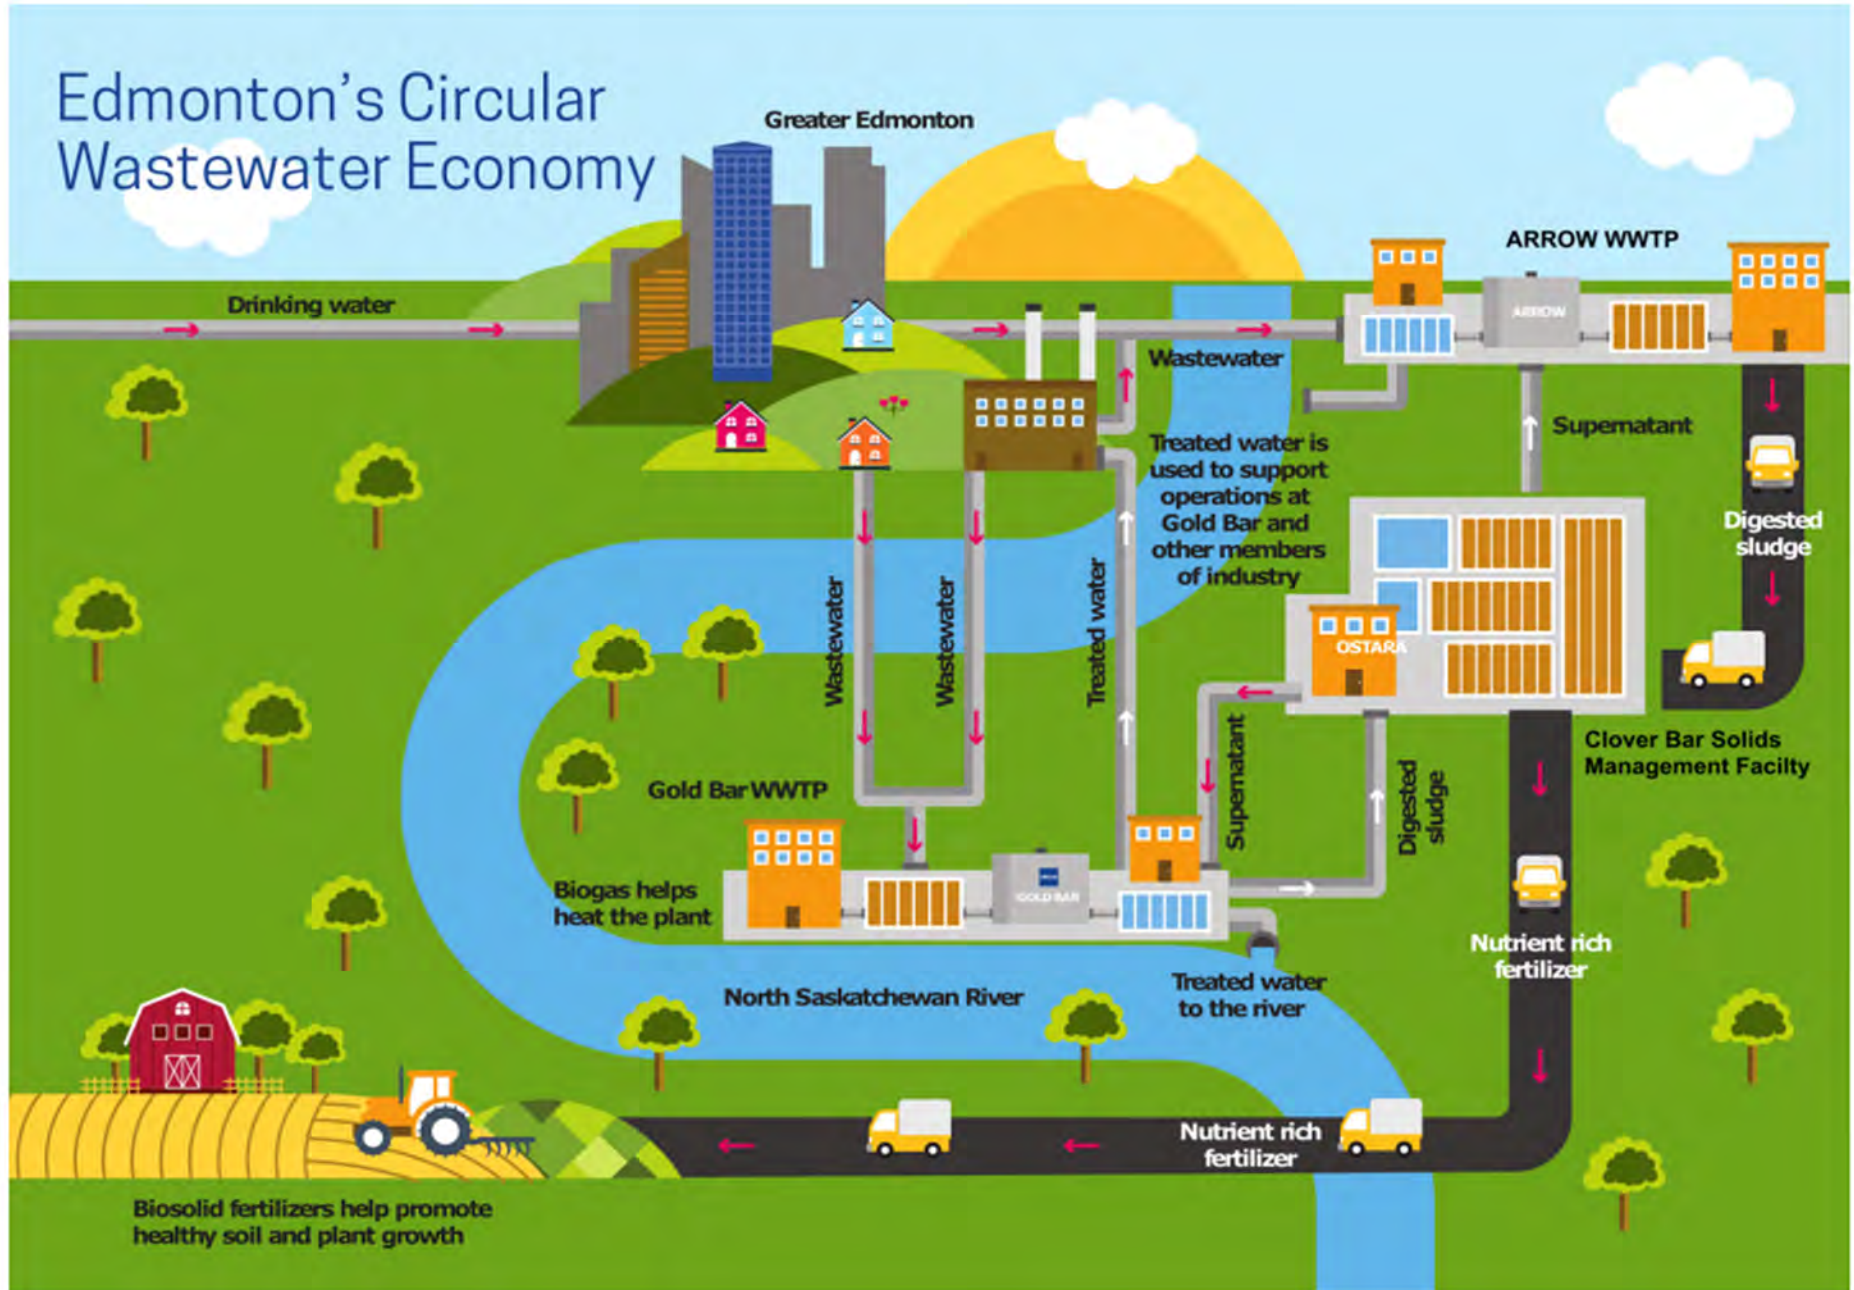 Edmonton's Circular
Wastewater Economy
Greater Edmonton
ARROW WWTP
Drinking water
ARROW
Wastewater
Supernatant
Treated water is
used to support
operations at
Gold Bar and
other members
of industry
Digested
sludge
Wastewater
Wastewater
Treated water
OSTARA
Supernatant
Clover Bar Solids
Management Facilty
Digested
sludge
Gold Bar WWTP
Biogas helps
heat the plant
GOLD BAR
Nutrient rich
fertilizer
North Saskatchewan River
Treated water
to the river
Nutrient rich
fertilizer
Biosolid fertilizers help promote
healthy soil and plant growth